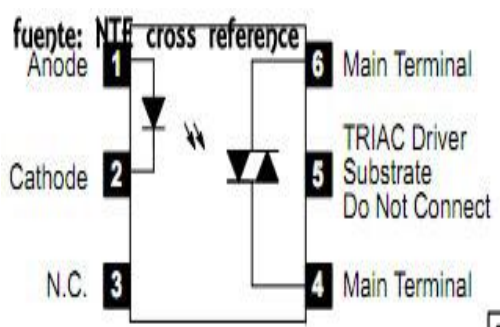 fuente: NTE cross reference
Anode 1
6 Main Terminal
Cathode 2
5 TRIAC Driver
Substrate
Do Not Connect
N.C. 3
4 Main Terminal